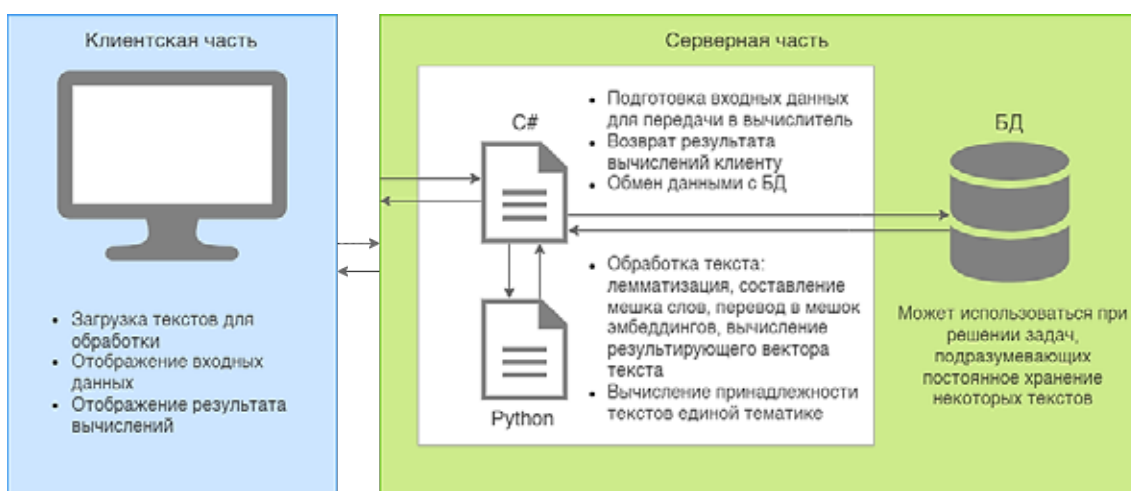 Клиентская часть
• Загрузка текстов для
обработки
• Отображение входных
данных
• Отображение результата
вычислений
Серверная часть
C#
• Подготовка входных данных
для передачи в вычислитель
• Возврат результата
вычислений клиенту
• Обмен данными с БД
Python
• Обработка текста:
лемматизация, составление
мешка слов, перевод в мешок
эмбеддингов, вычисление
результирующего вектора
текста
• Вычисление принадлежности
текстов единой тематике
БД
Может использоваться при
решении задач,
подразумевающих
постоянное хранение
некоторых текстов